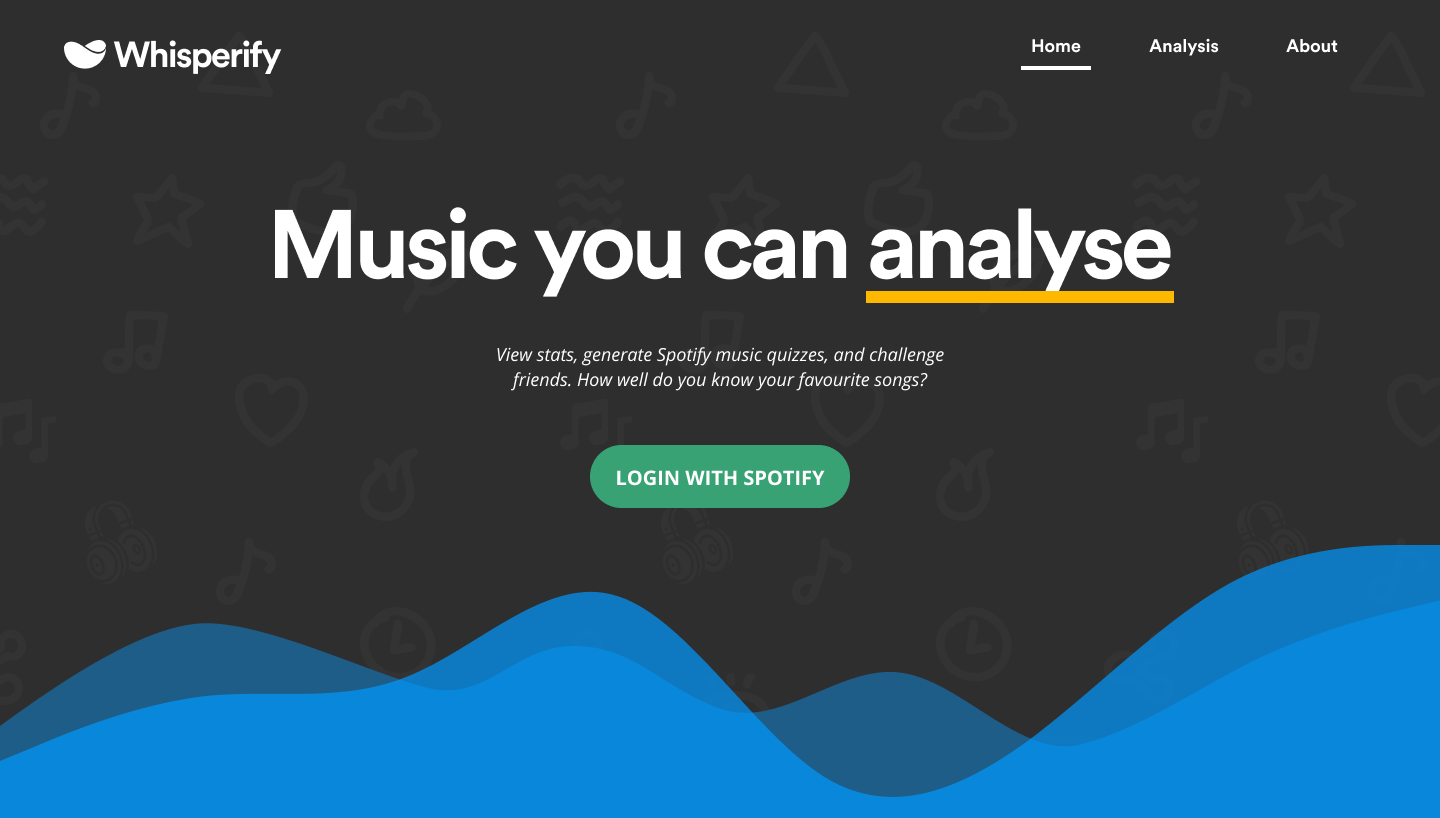 Whisperify
Home
Analysis
About
Music you can analyse
View stats, generate Spotify music quizzes, and challenge
friends. How well do you know your favourite songs?
LOGIN WITH SPOTIFY